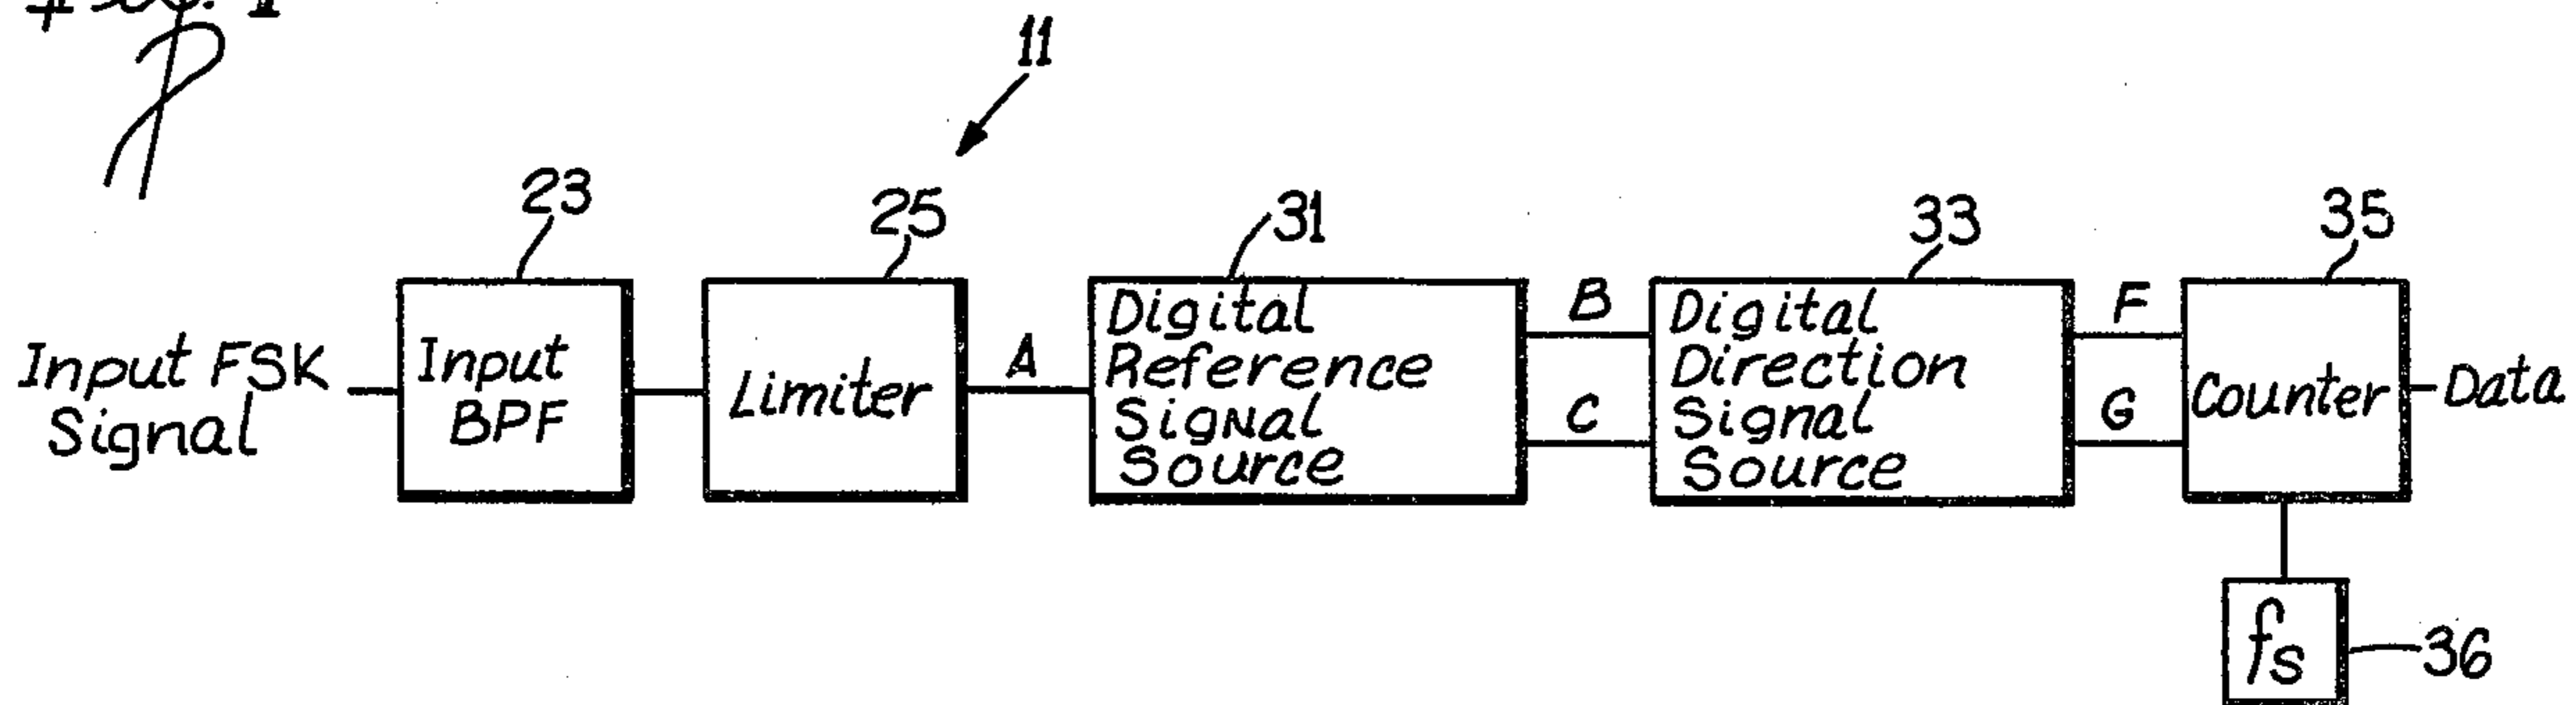 11
23
25
31
33
35
Input FSK
Signal
Input
BPF
Limiter
A
Digital
Reference
Signal
Source
B
C
Digital
Direction
Signal
Source
F
G
Counter
Data
fs
36